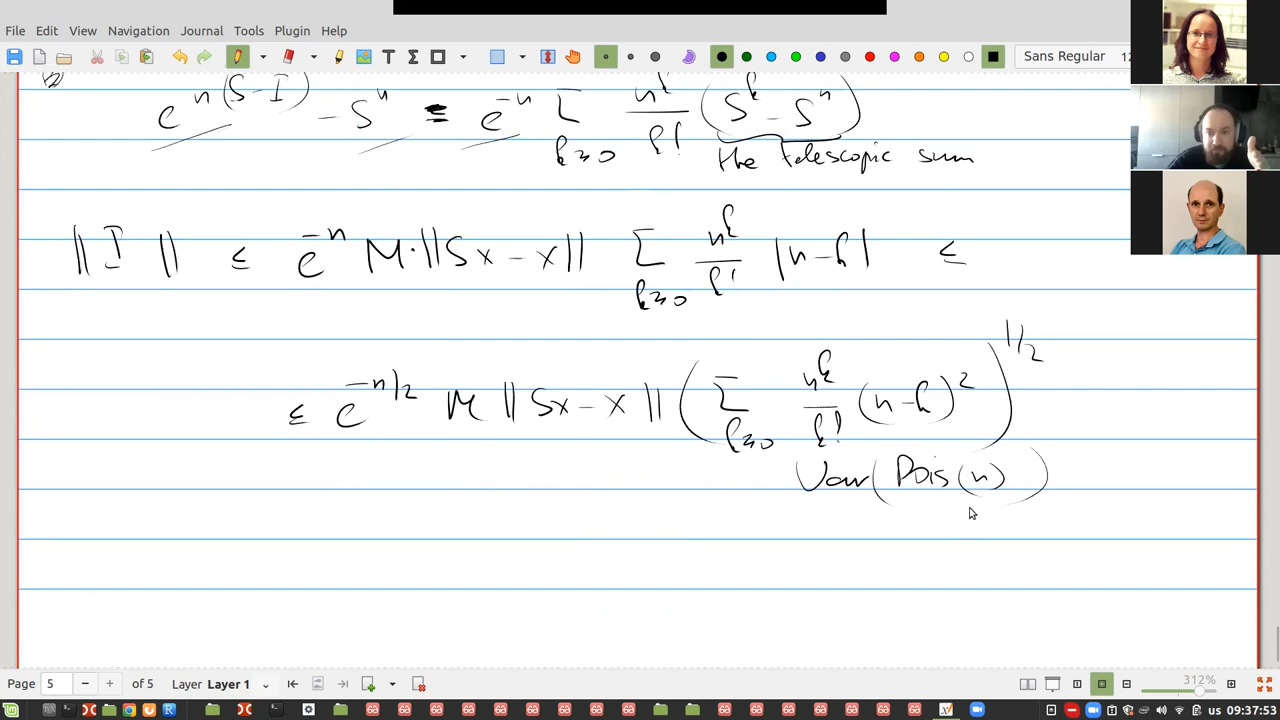 File Edit View Navigation Journal Tools Plugin Help
Sans Regular 12
e^{n(S-I)} - S^n = e^{-n} Σ_{k≥0} n^k/k! (S^k - S^n)
the telescopic sum
‖I‖ ≤ e^{-n} M·‖Sx - x‖ Σ_{k≥0} n^k/k! |n-k| ≤
≤ e^{-n/2} M ‖Sx - x‖ (Σ_{k≥0} n^k/k! (n-k)^2)^{1/2}
Var(Pois(n))
Page 5 of 5 Layer Layer 1 312%
us 09:37:53